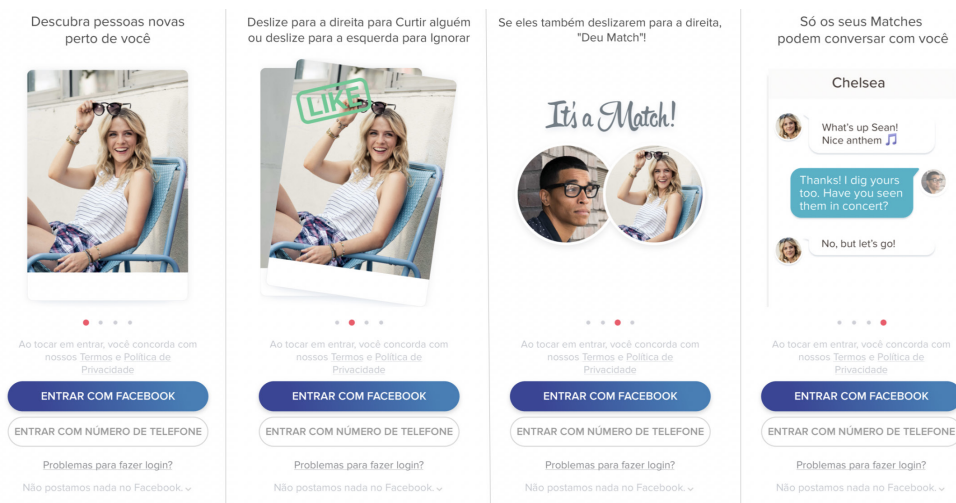 Descubra pessoas novas
perto de você
Ao tocar em entrar, você concorda com
nossos Termos e Política de
Privacidade
ENTRAR COM FACEBOOK
ENTRAR COM NÚMERO DE TELEFONE
Problemas para fazer login?
Não postamos nada no Facebook.
Deslize para a direita para Curtir alguém
ou deslize para a esquerda para Ignorar
LIKE
Ao tocar em entrar, você concorda com
nossos Termos e Política de
Privacidade
ENTRAR COM FACEBOOK
ENTRAR COM NÚMERO DE TELEFONE
Problemas para fazer login?
Não postamos nada no Facebook.
Se eles também deslizarem para a direita,
"Deu Match"!
It's a Match!
Ao tocar em entrar, você concorda com
nossos Termos e Política de
Privacidade
ENTRAR COM FACEBOOK
ENTRAR COM NÚMERO DE TELEFONE
Problemas para fazer login?
Não postamos nada no Facebook.
Só os seus Matches
podem conversar com você
Chelsea
What's up Sean!
Nice anthem 🎵
Thanks! I dig yours
too. Have you seen
them in concert?
No, but let's go!
Ao tocar em entrar, você concorda com
nossos Termos e Política de
Privacidade
ENTRAR COM FACEBOOK
ENTRAR COM NÚMERO DE TELEFONE
Problemas para fazer login?
Não postamos nada no Facebook.